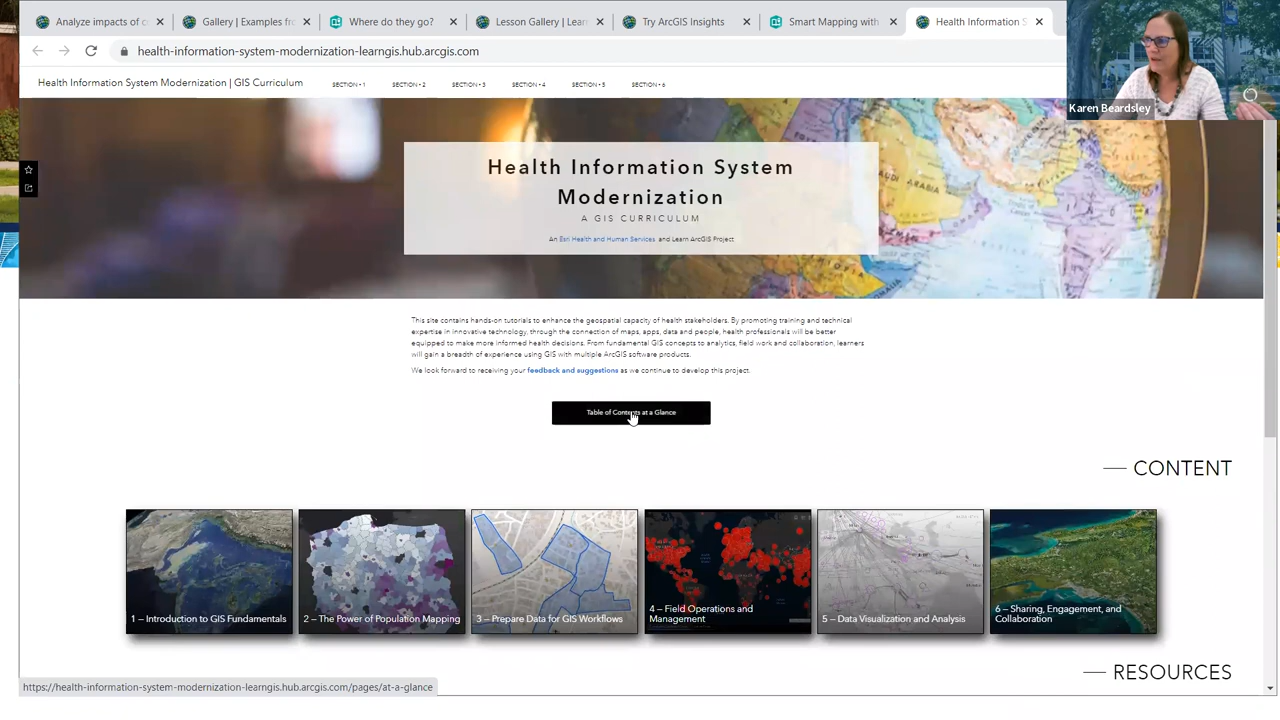 Analyze impacts of c
Gallery | Examples fro
Where do they go?
Lesson Gallery | Learn
Try ArcGIS Insights
Smart Mapping with
Health Information S
health-information-system-modernization-learngis.hub.arcgis.com
Karen Beardsley
Health Information System Modernization | GIS Curriculum
SECTION • 1
SECTION • 2
SECTION • 3
SECTION • 4
SECTION • 5
SECTION • 6
Health Information System
Modernization
A GIS CURRICULUM
An Esri Health and Human Services and Learn ArcGIS Project
SAUDI ARABIA
This site contains hands-on tutorials to enhance the geospatial capacity of health stakeholders. By promoting training and technical
expertise in innovative technology, through the connection of maps, apps, data and people, health professionals will be better
equipped to make more informed health decisions. From fundamental GIS concepts to analytics, field work and collaboration, learners
will gain a breadth of experience using GIS with multiple ArcGIS software products.
We look forward to receiving your feedback and suggestions as we continue to develop this project.
Table of Contents at a Glance
CONTENT
1 – Introduction to GIS Fundamentals
2 – The Power of Population Mapping
3 – Prepare Data for GIS Workflows
4 – Field Operations and
Management
5 – Data Visualization and Analysis
6 – Sharing, Engagement, and
Collaboration
RESOURCES
https://health-information-system-modernization-learngis.hub.arcgis.com/pages/at-a-glance